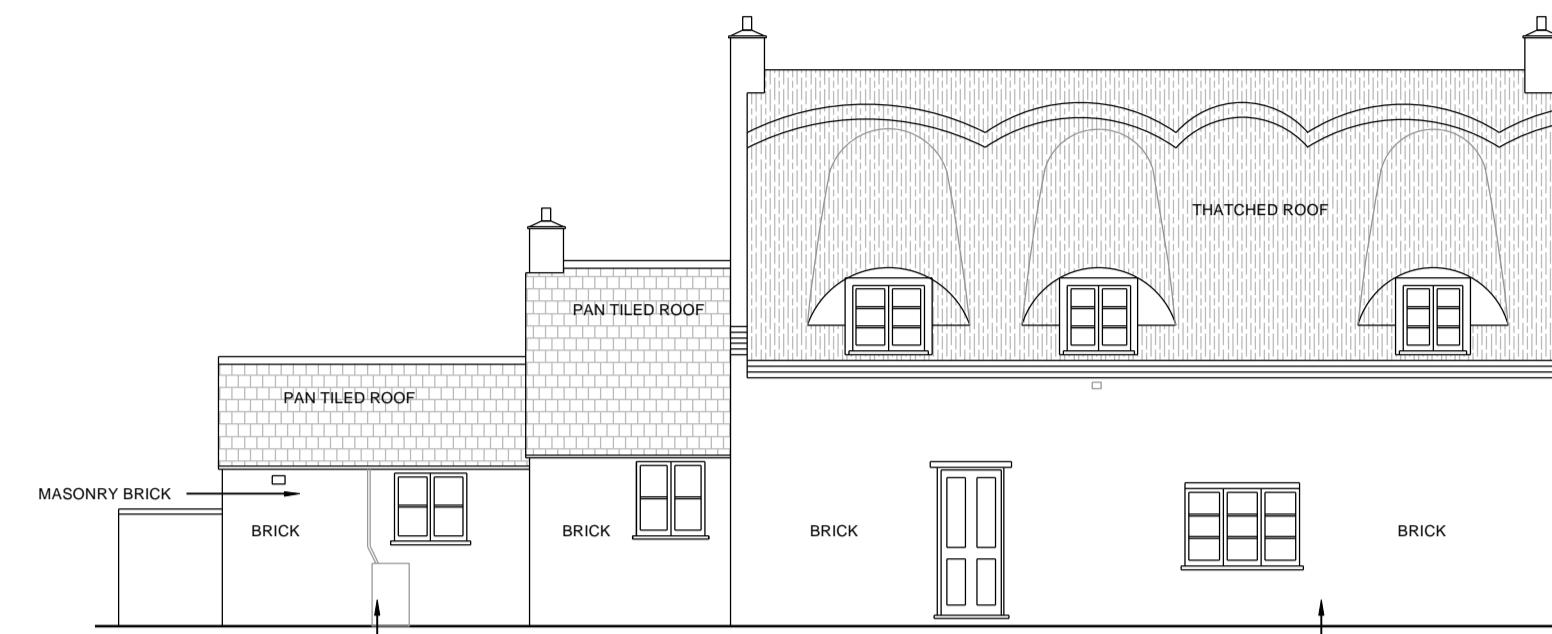 THATCHED ROOF
PAN TILED ROOF
PAN TILED ROOF
MASONRY BRICK
BRICK
BRICK
BRICK
BRICK